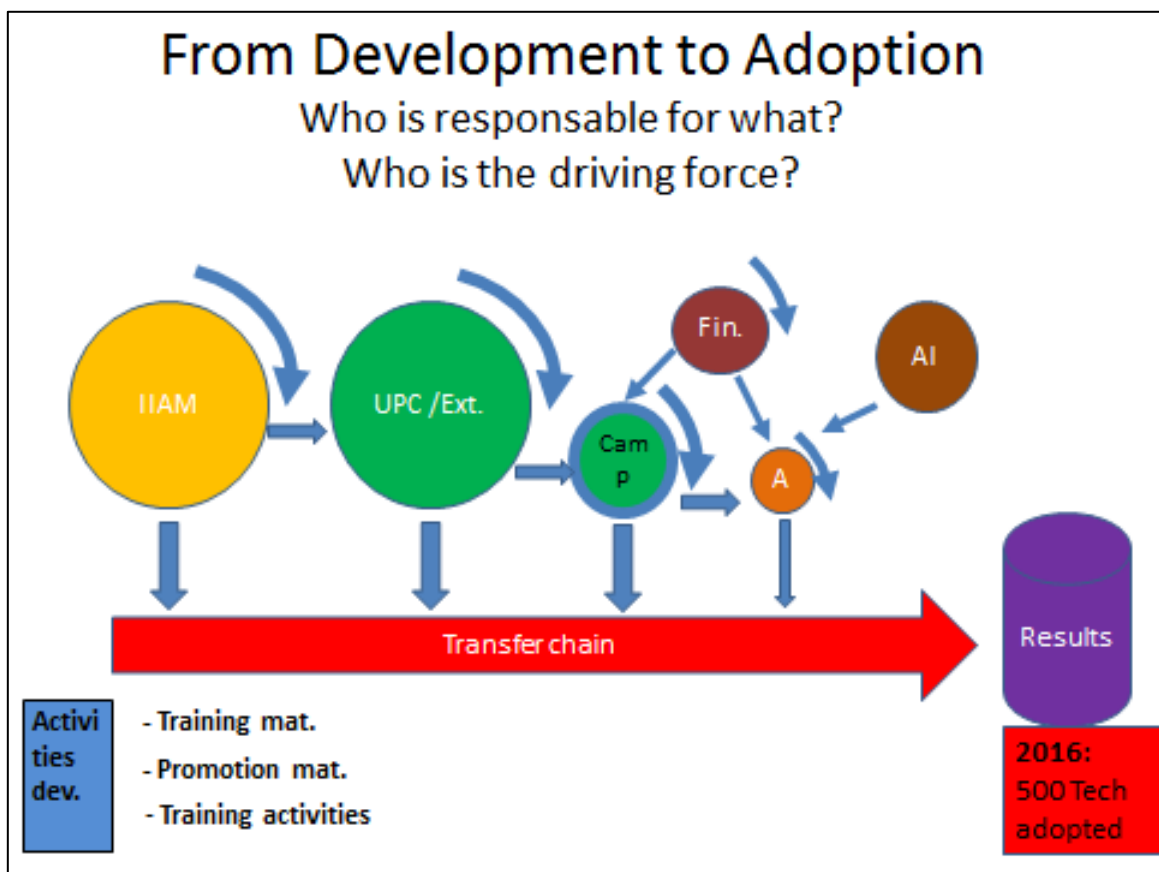 From Development to Adoption
Who is responsable for what?
Who is the driving force?
IIAM
UPC /Ext.
Cam
p
Fin.
A
AI
Transfer chain
Results
Activi
ties
dev.
- Training mat.
- Promotion mat.
- Training activities
2016:
500 Tech
adopted